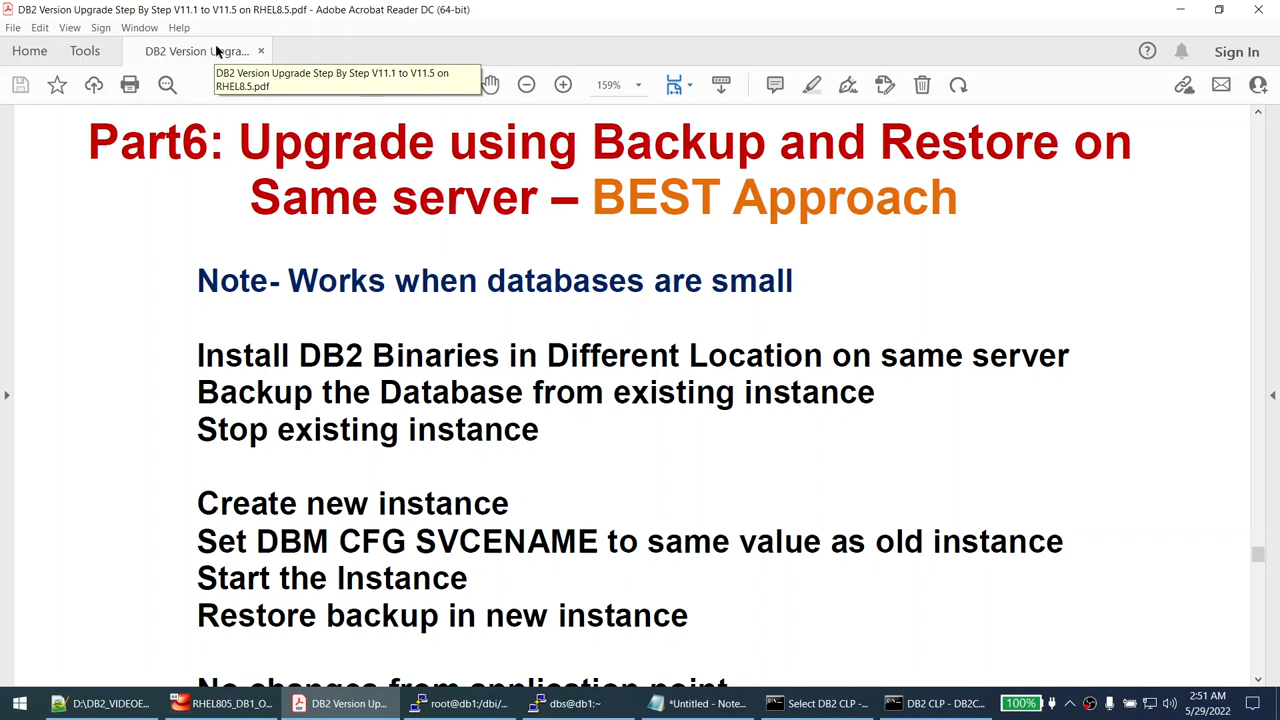 DB2 Version Upgrade Step By Step V11.1 to V11.5 on RHEL8.5.pdf - Adobe Acrobat Reader DC (64-bit)
File Edit View Sign Window Help
Home Tools DB2 Version Upgra... × Sign In
DB2 Version Upgrade Step By Step V11.1 to V11.5 on
RHEL8.5.pdf
159%
Part6: Upgrade using Backup and Restore on
Same server – BEST Approach
Note- Works when databases are small
Install DB2 Binaries in Different Location on same server
Backup the Database from existing instance
Stop existing instance
Create new instance
Set DBM CFG SVCENAME to same value as old instance
Start the Instance
Restore backup in new instance
No changes from application point
D:\DB2_VIDEOE... RHEL805_DB1_O... DB2 Version Up... root@db1:/dbi/... dbs@db1:~ *Untitled - Note... Select DB2 CLP -... DB2 CLP - DB2C... 100% 2:51 AM
5/29/2022